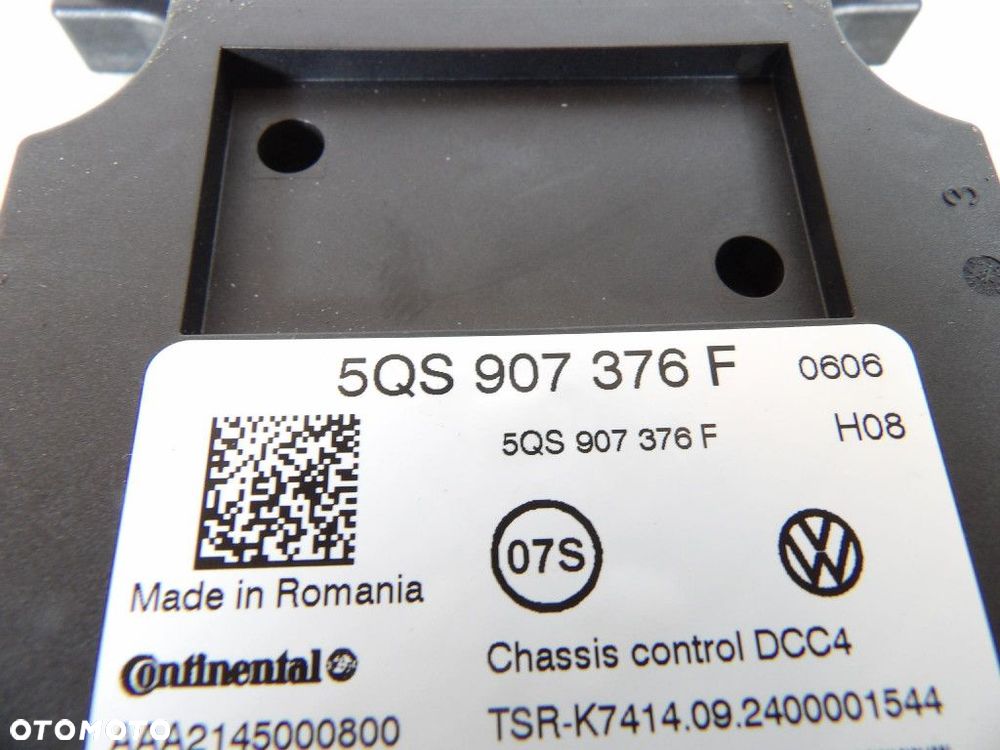 3
5QS 907 376 F 0606
5QS 907 376 F H08
07S
Made in Romania
Continental Chassis control DCC4
AAA2145000800 TSR-K7414.09.2400001544
OTOMOTO